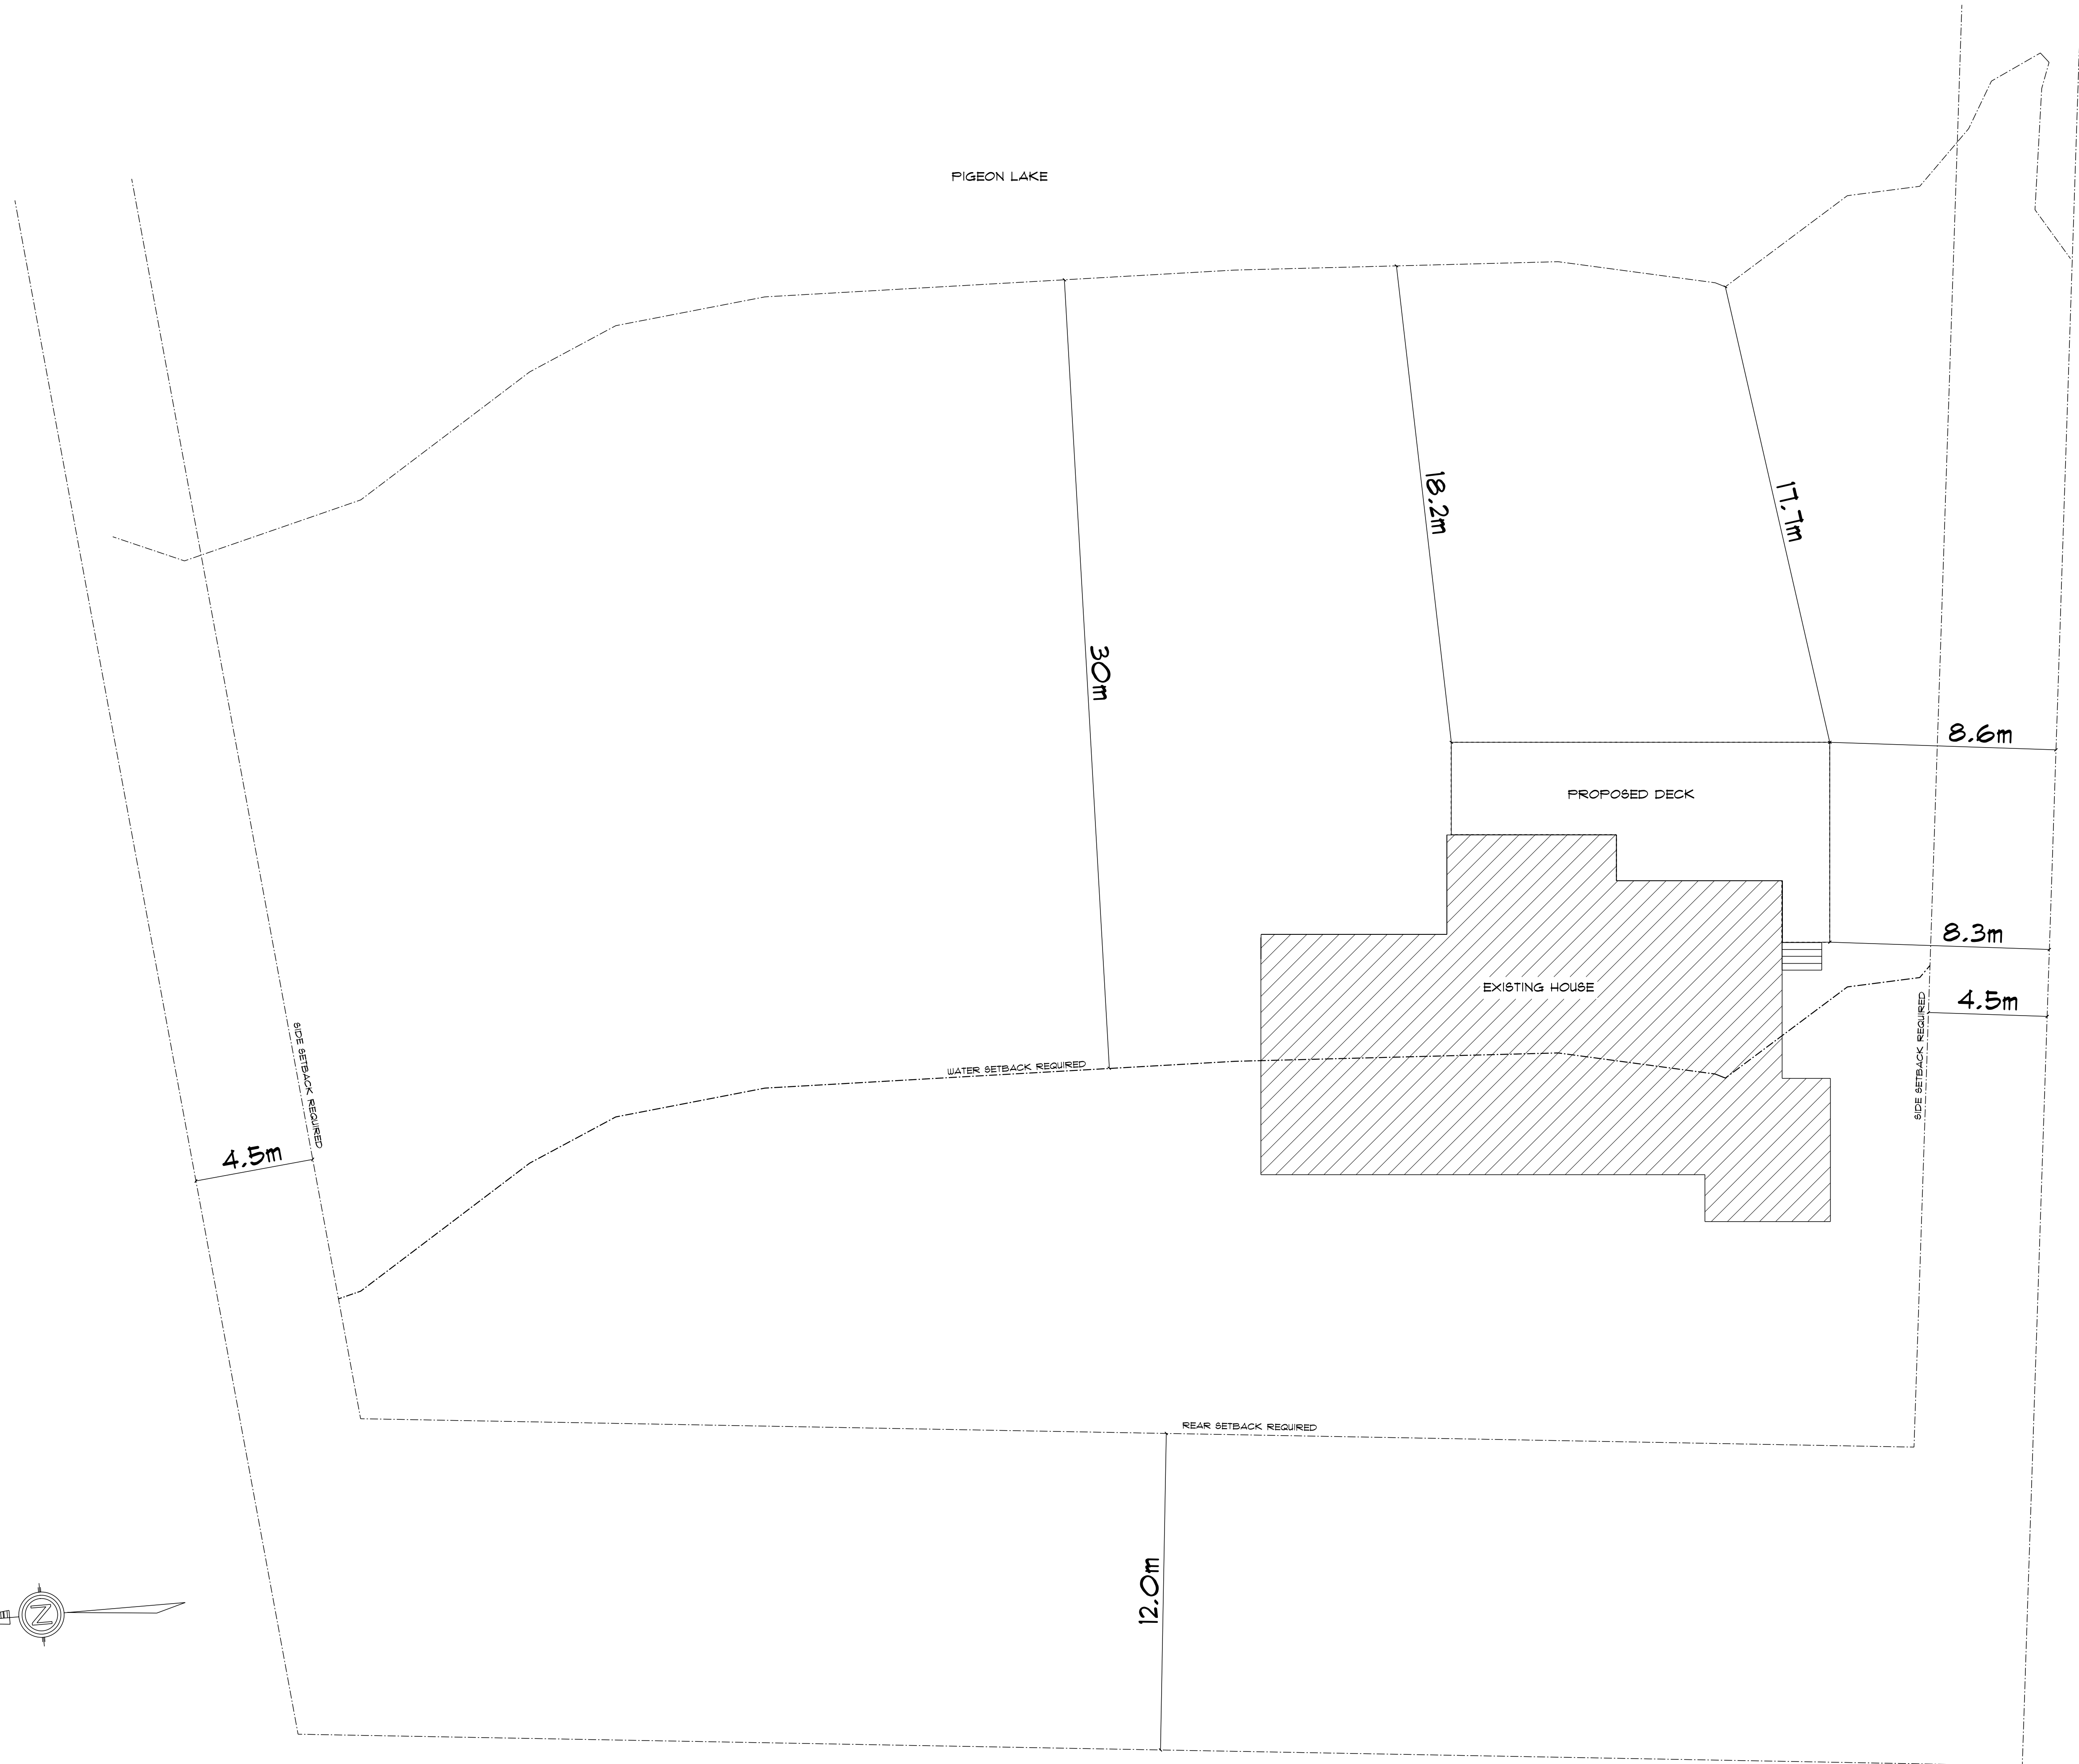 PIGEON LAKE
18.2m
17.7m
30m
8.6m
PROPOSED DECK
8.3m
EXISTING HOUSE
4.5m
SIDE SETBACK REQUIRED
WATER SETBACK REQUIRED
SIDE SETBACK REQUIRED
4.5m
REAR SETBACK REQUIRED
12.0m
N